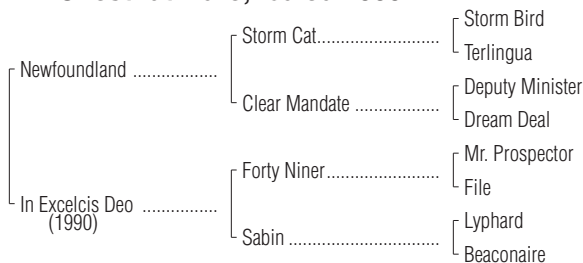 Storm Bird
Storm Cat..............................
Terlingua
Newfoundland ..................
Deputy Minister
Clear Mandate ......................
Dream Deal
Mr. Prospector
Forty Niner............................
File
In Excelcis Deo ................
(1990)
Lyphard
Sabin .....................................
Beaconaire